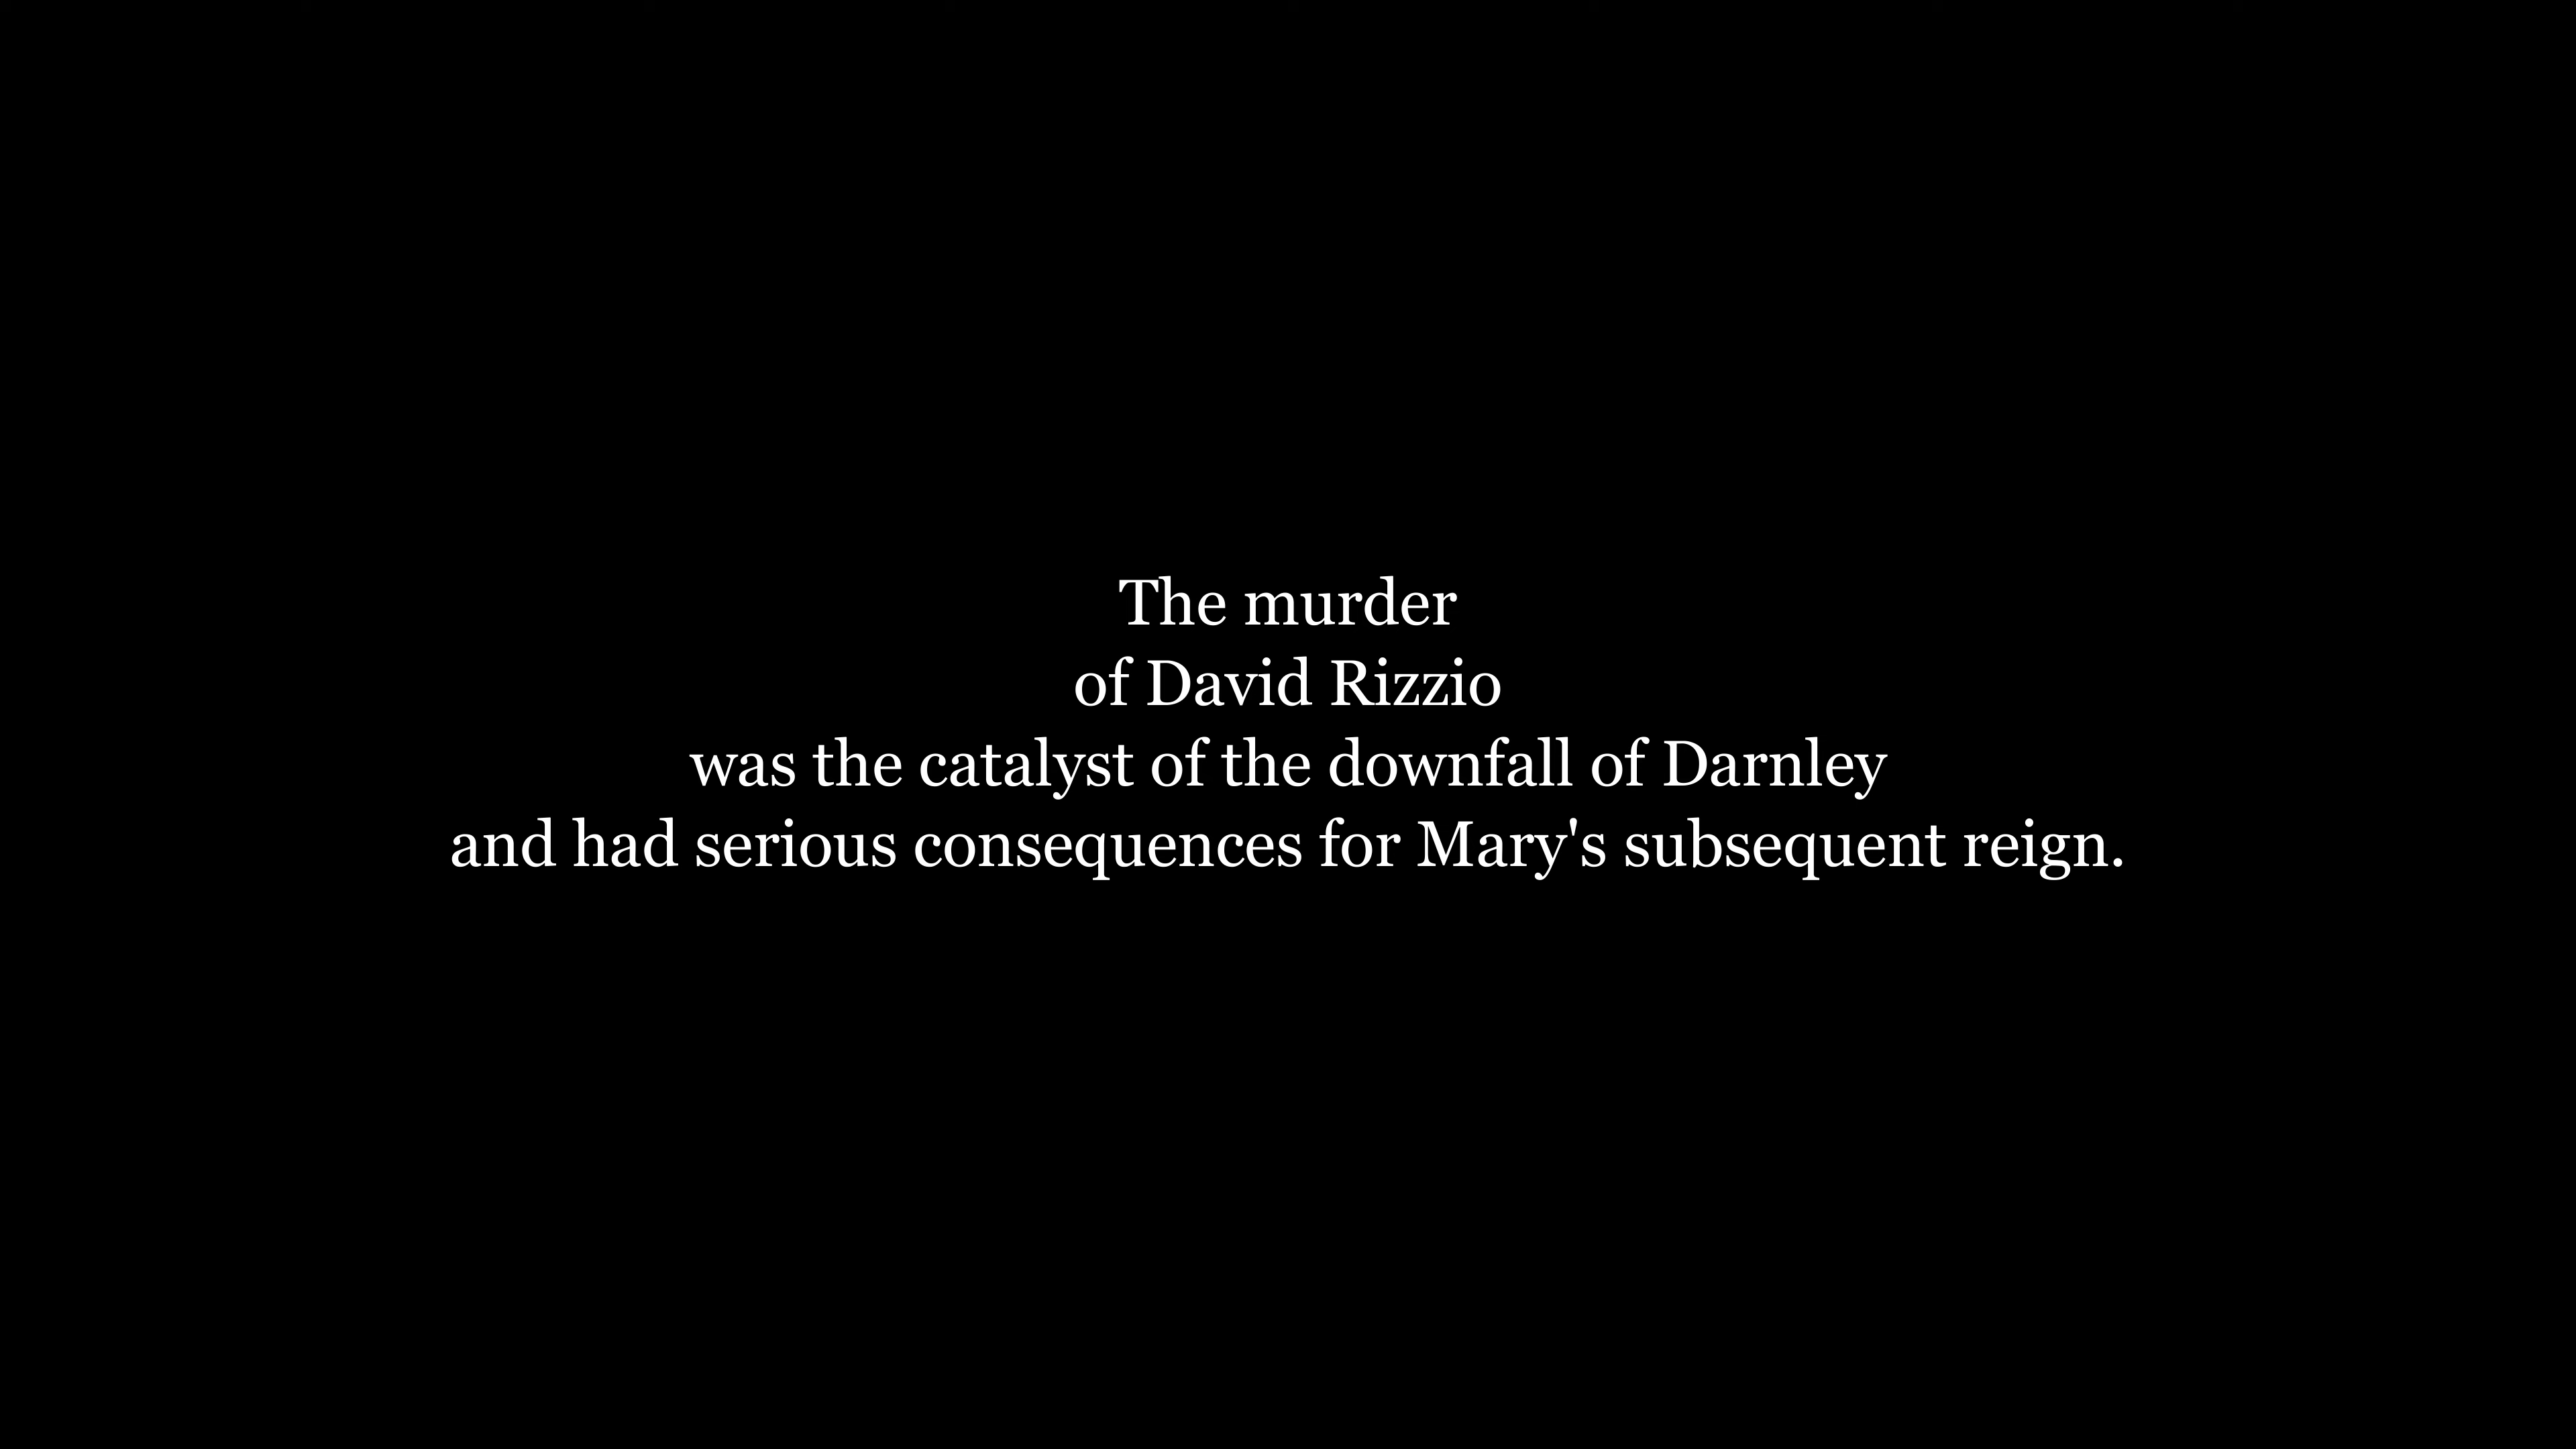 The murder
of David Rizzio
was the catalyst of the downfall of Darnley
and had serious consequences for Mary's subsequent reign.